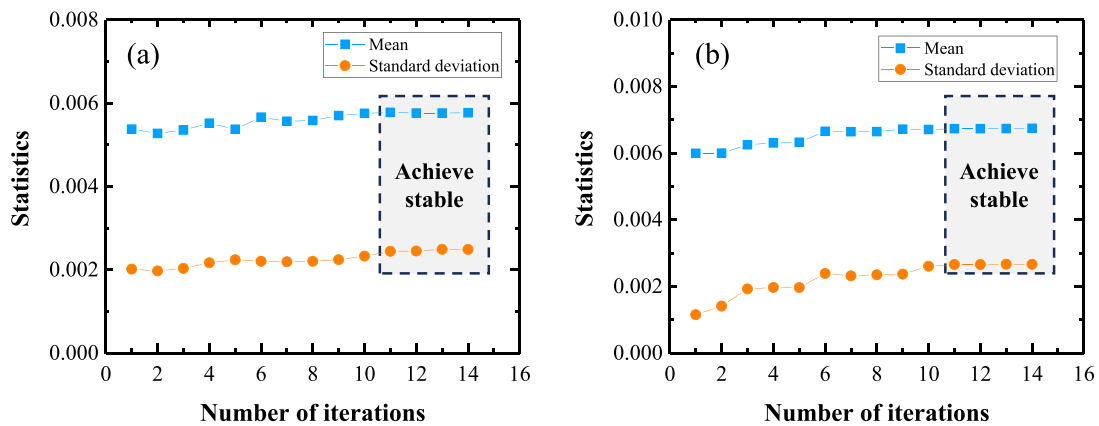 (a)
Mean
Standard deviation
Achieve
stable
0.008
0.006
0.004
0.002
0.000
Statistics
0 2 4 6 8 10 12 14 16
Number of iterations
(b)
Mean
Standard deviation
Achieve
stable
0.010
0.008
0.006
0.004
0.002
0.000
Statistics
0 2 4 6 8 10 12 14 16
Number of iterations